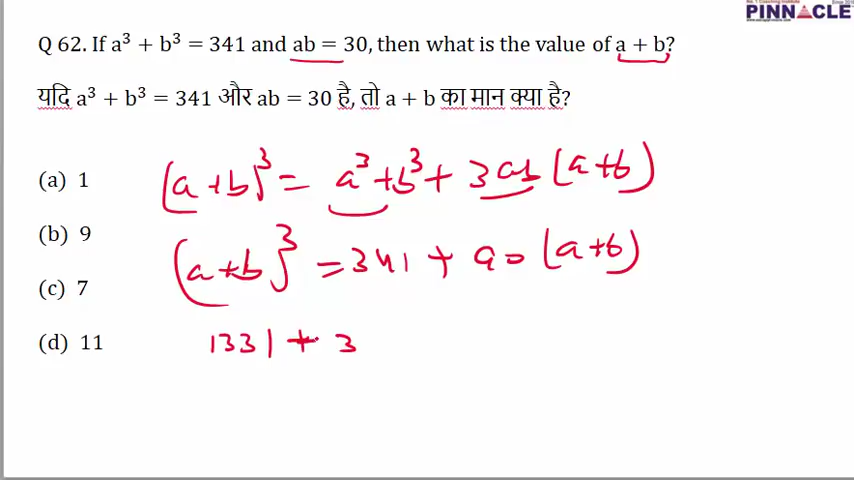 PINNACLE
Q 62. If a³ + b³ = 341 and ab = 30, then what is the value of a + b?
यदि a³ + b³ = 341 और ab = 30 है, तो a + b का मान क्या है?
(a) 1
(a+b)³ = a³+b³ + 3ab(a+b)
(b) 9
(a+b)³ = 341 + 90 (a+b)
(c) 7
(d) 11
1331 + 3